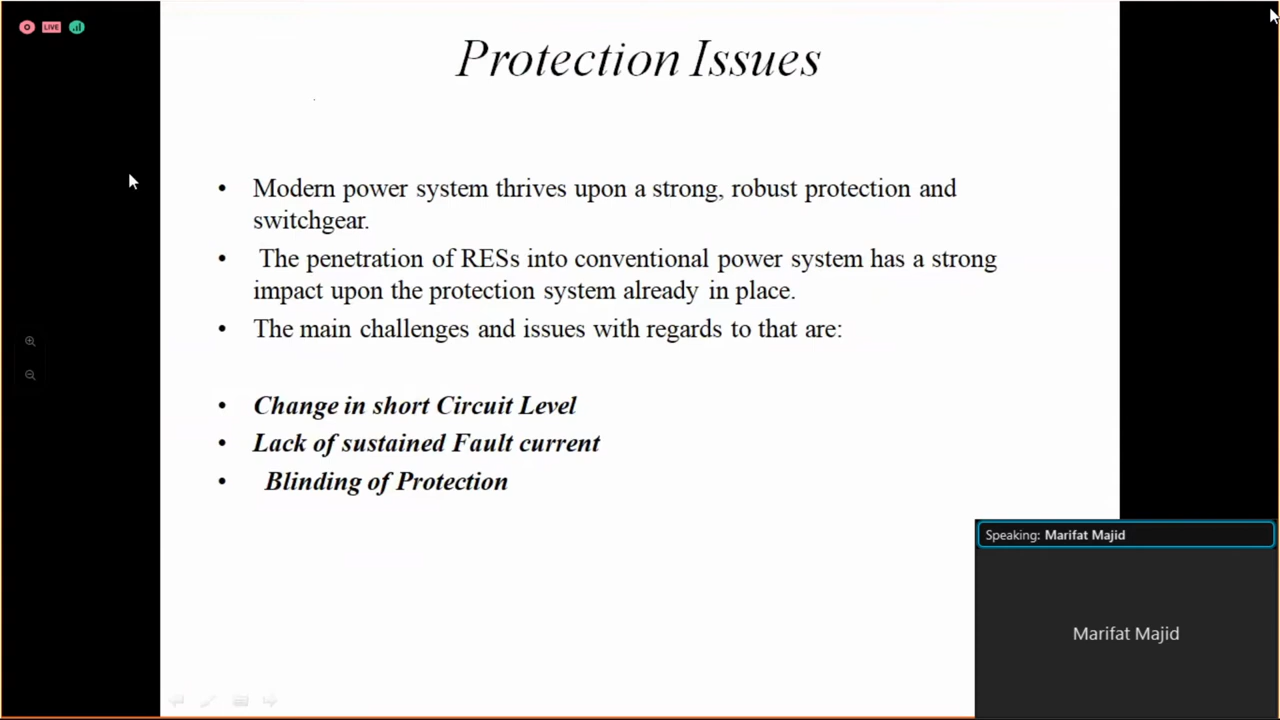 LIVE
Protection Issues
• Modern power system thrives upon a strong, robust protection and
switchgear.
• The penetration of RESs into conventional power system has a strong
impact upon the protection system already in place.
• The main challenges and issues with regards to that are:
• Change in short Circuit Level
• Lack of sustained Fault current
• Blinding of Protection
Speaking: Marifat Majid
Marifat Majid